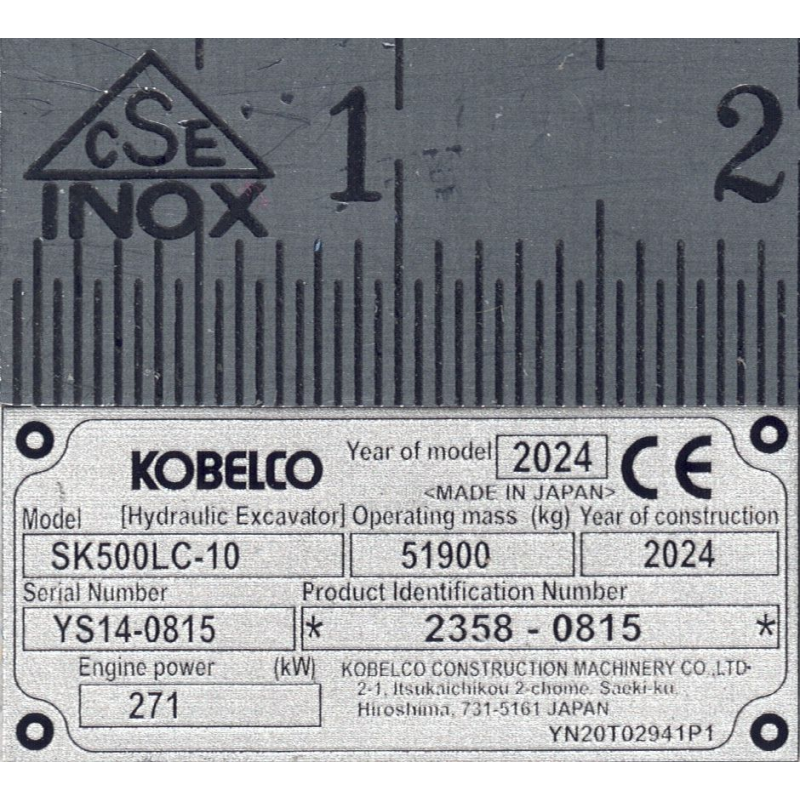 CSE
INOX
1 2
KOBELCO
Year of model 2024
<MADE IN JAPAN>
CE
Model [Hydraulic Excavator] Operating mass (kg) Year of construction
SK500LC-10 51900 2024
Serial Number Product Identification Number
YS14-0815 * 2358 - 0815 *
Engine power (kW)
271
KOBELCO CONSTRUCTION MACHINERY CO.,LTD.
2-1, Itsukaichikou 2-chome, Saeki-ku,
Hiroshima, 731-5161 JAPAN
YN20T02941P1